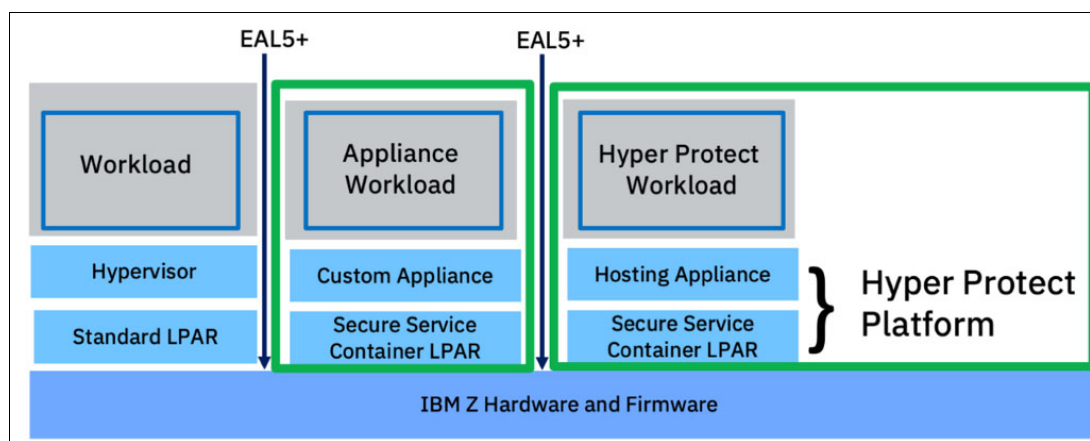 EAL5+
EAL5+
Workload
Appliance
Workload
Hyper Protect
Workload
Hypervisor
Custom Appliance
Hosting Appliance
Standard LPAR
Secure Service
Container LPAR
Secure Service
Container LPAR
}
Hyper Protect
Platform
IBM Z Hardware and Firmware